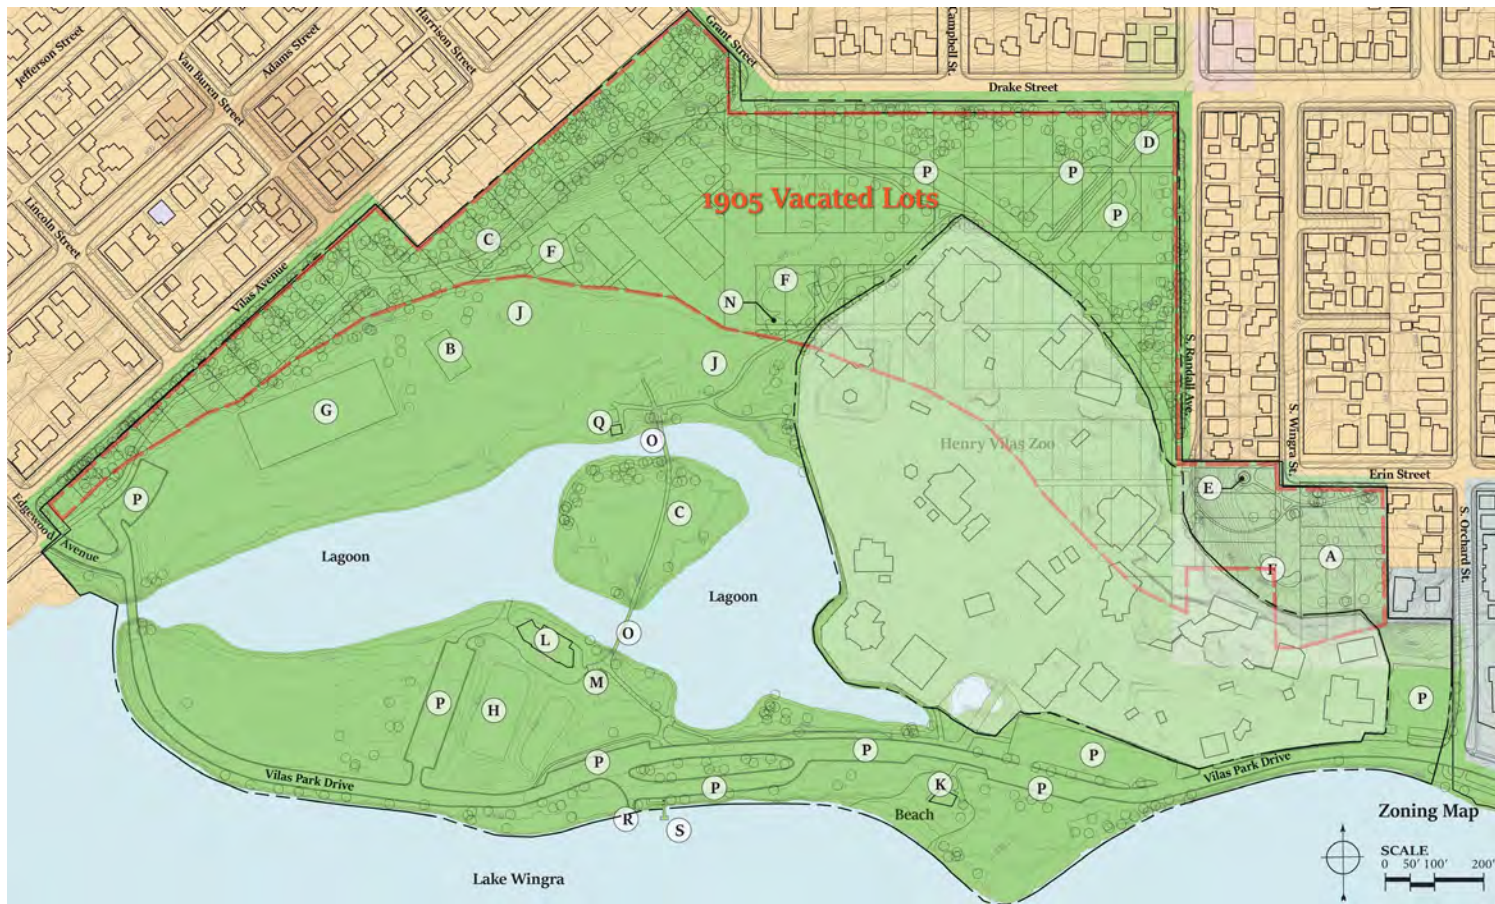 Jefferson Street
Van Buren Street
Adams Street
Harrison Street
Grant Street
Campbell St.
Drake Street
D
P
P
1905 Vacated Lots
P
Lincoln Street
C
F
Vilas Avenue
F
N
J
B
J
S. Randall Ave.
G
Q
O
Henry Vilas Zoo
S. Wingra St.
Erin Street
E
P
C
S. Orchard St.
Edgewood
Avenue
Lagoon
A
F
Lagoon
O
L
M
P
H
P
P
P
P
Vilas Park Drive
Vilas Park Drive
P
K
P
R
S
Beach
Zoning Map
SCALE
0 50' 100' 200'
Lake Wingra